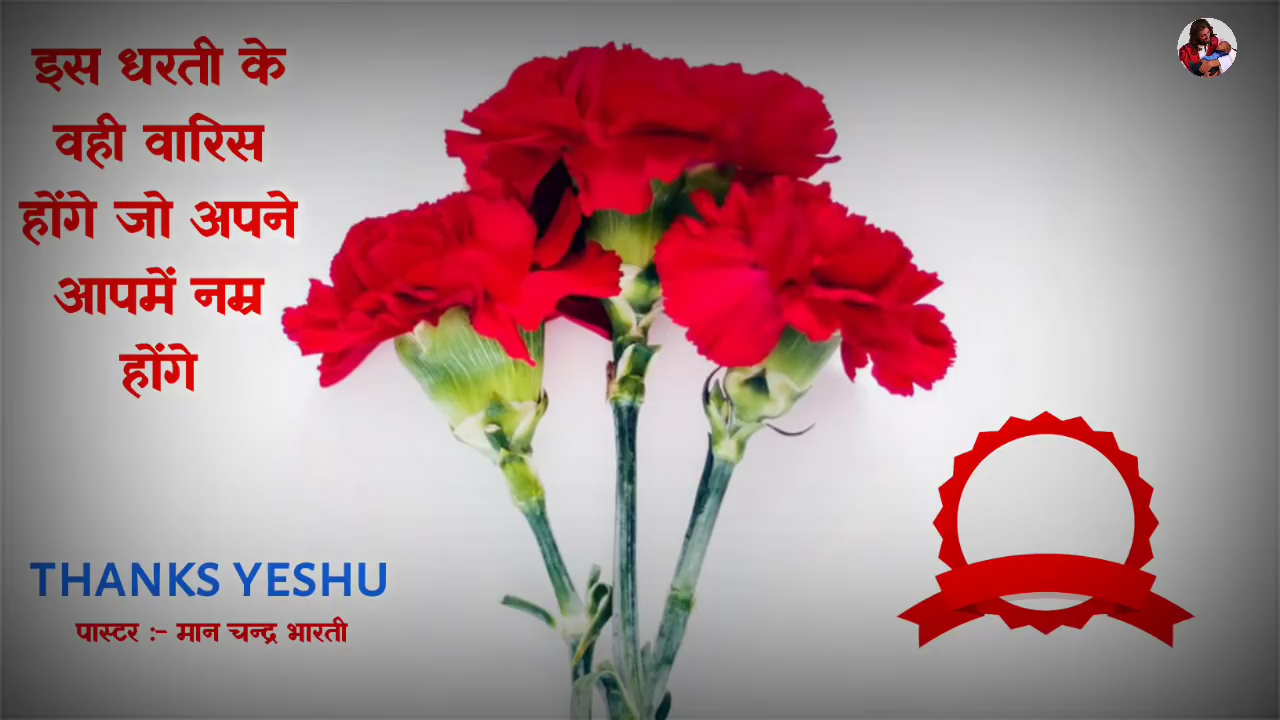 इस धरती के
वही वारिस
होंगे जो अपने
आपमें नम्र
होंगे
THANKS YESHU
पास्टर :- मान चन्द्र भारती